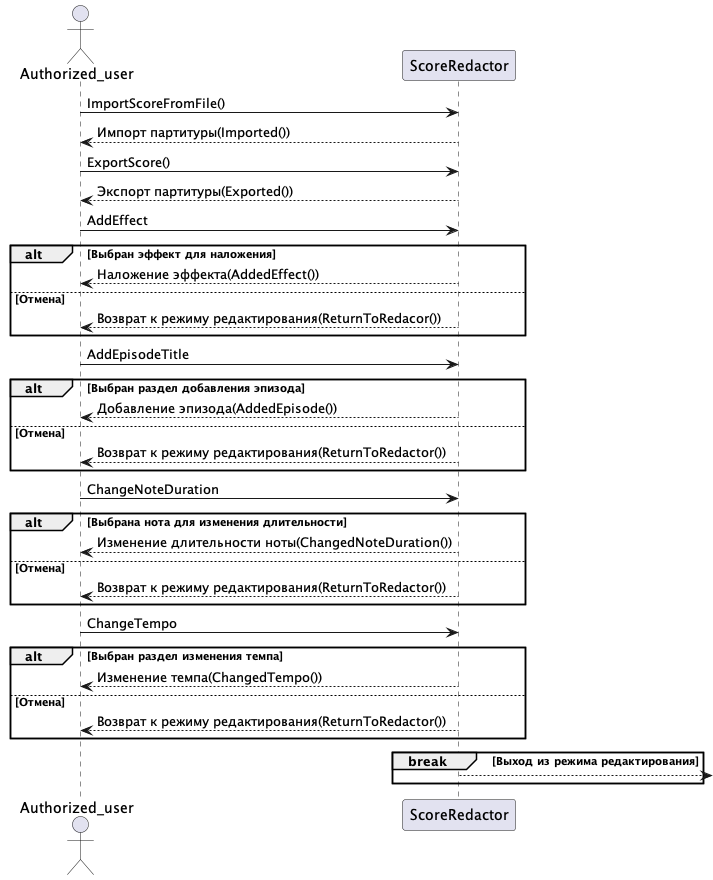 Authorized_user
ScoreRedactor
ImportScoreFromFile()
Импорт партитуры(Imported())
ExportScore()
Экспорт партитуры(Exported())
AddEffect
alt [Выбран эффект для наложения]
Наложение эффекта(AddedEffect())
[Отмена]
Возврат к режиму редактирования(ReturnToRedacor())
AddEpisodeTitle
alt [Выбран раздел добавления эпизода]
Добавление эпизода(AddedEpisode())
[Отмена]
Возврат к режиму редактирования(ReturnToRedactor())
ChangeNoteDuration
alt [Выбрана нота для изменения длительности]
Изменение длительности ноты(ChangedNoteDuration())
[Отмена]
Возврат к режиму редактирования(ReturnToRedactor())
ChangeTempo
alt [Выбран раздел изменения темпа]
Изменение темпа(ChangedTempo())
[Отмена]
Возврат к режиму редактирования(ReturnToRedactor())
break [Выход из режима редактирования]
Authorized_user
ScoreRedactor